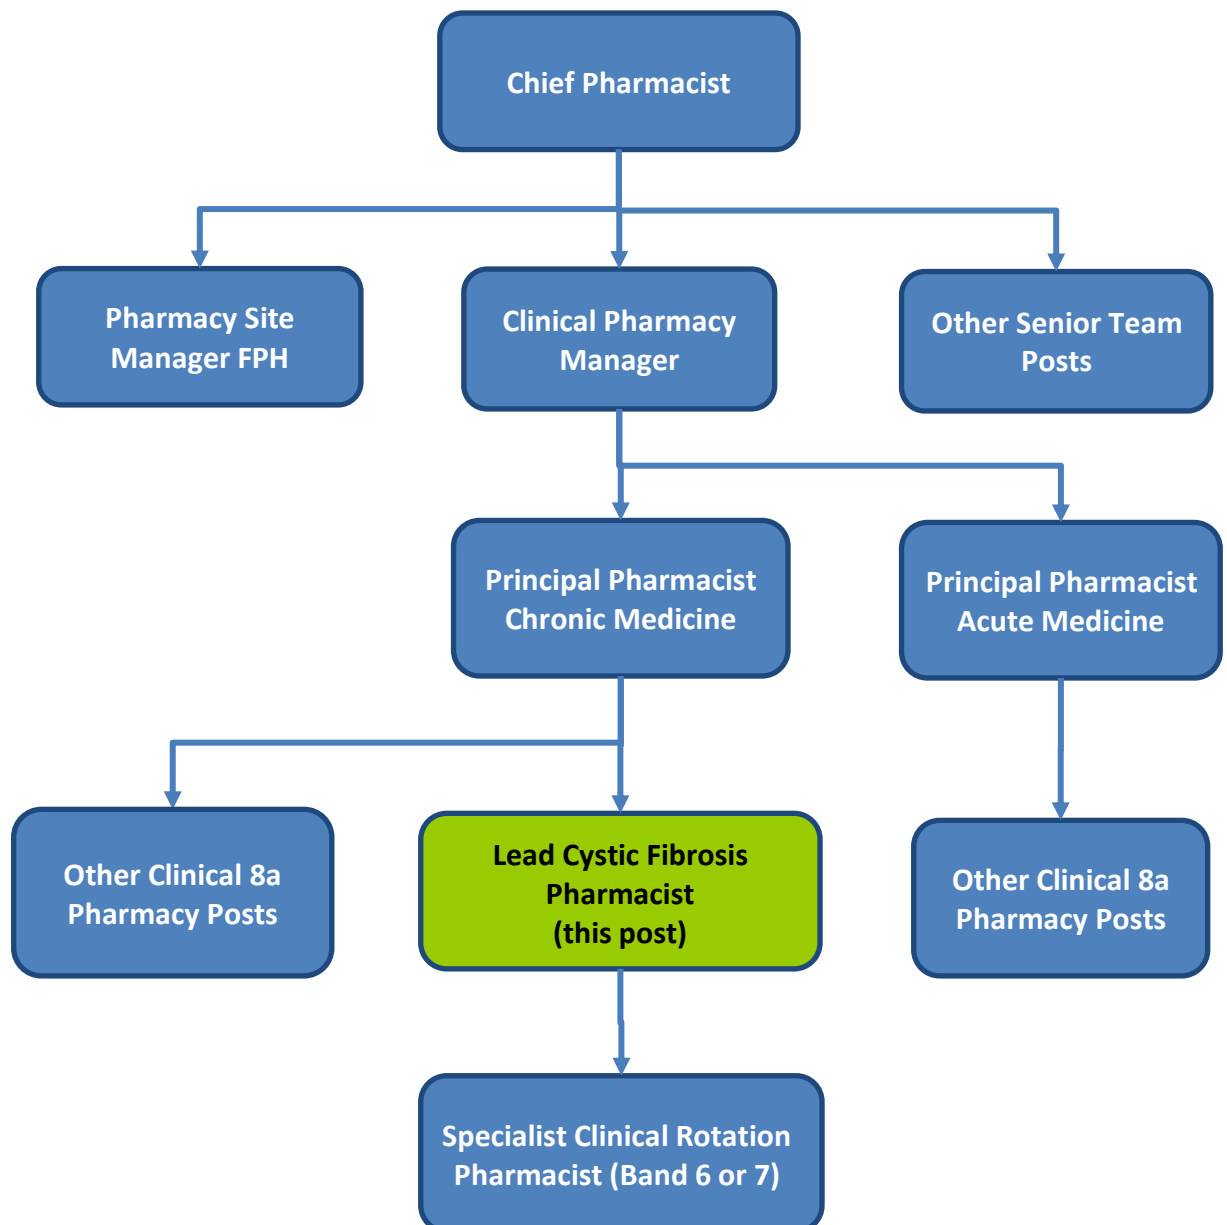 Chief Pharmacist
Pharmacy Site
Manager FPH
Clinical Pharmacy
Manager
Other Senior Team
Posts
Principal Pharmacist
Chronic Medicine
Principal Pharmacist
Acute Medicine
Other Clinical 8a
Pharmacy Posts
Lead Cystic Fibrosis
Pharmacist
(this post)
Other Clinical 8a
Pharmacy Posts
Specialist Clinical Rotation
Pharmacist (Band 6 or 7)